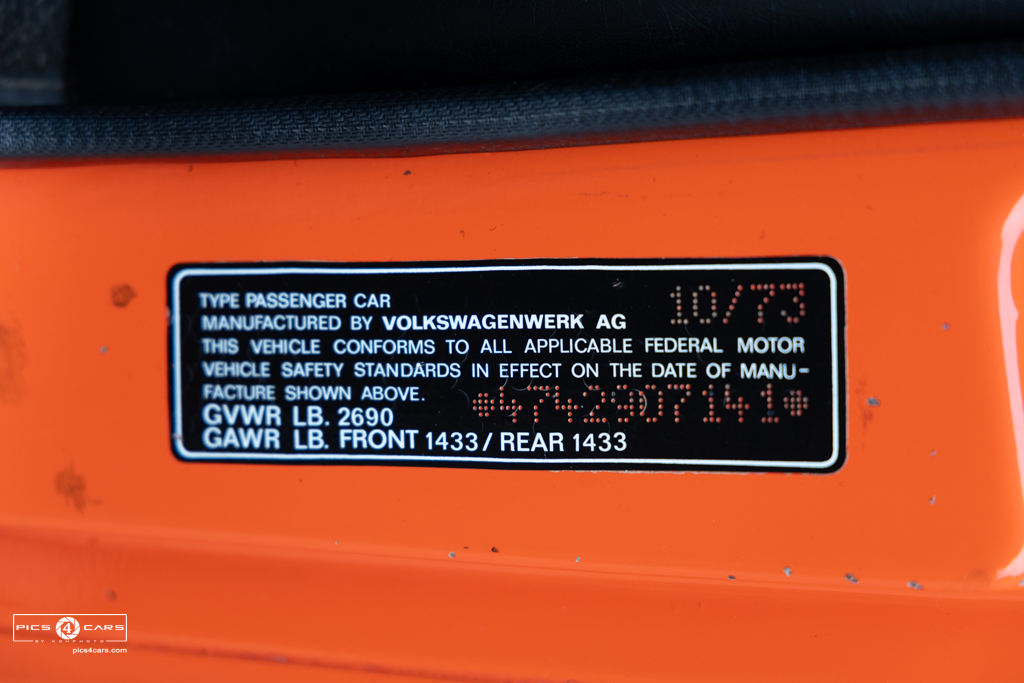 TYPE PASSENGER CAR 10/73
MANUFACTURED BY VOLKSWAGENWERK AG
THIS VEHICLE CONFORMS TO ALL APPLICABLE FEDERAL MOTOR
VEHICLE SAFETY STANDARDS IN EFFECT ON THE DATE OF MANU-
FACTURE SHOWN ABOVE. *4742907141*
GVWR LB. 2690
GAWR LB. FRONT 1433/ REAR 1433
PICS 4 CARS
BY KDMPHOTO
pics4cars.com